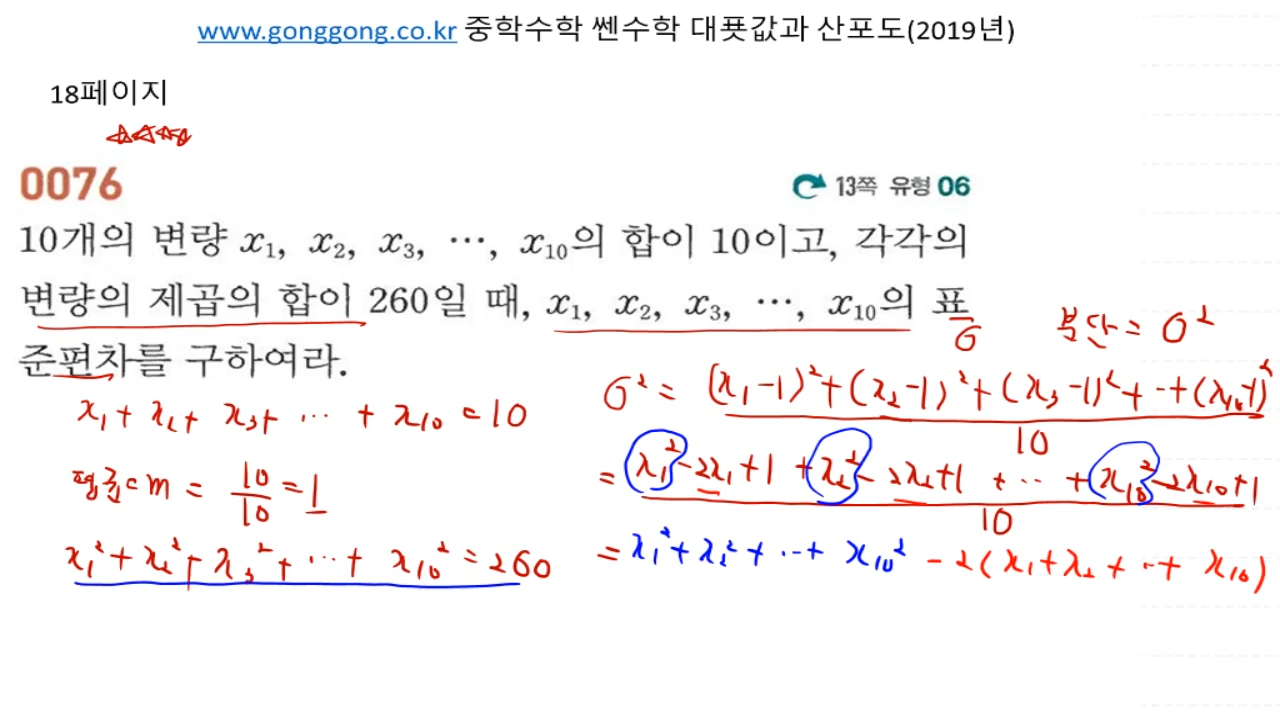 www.gonggong.co.kr 중학수학 쎈수학 대푯값과 산포도(2019년)
18페이지
0076
13쪽 유형 06
10개의 변량 x₁, x₂, x₃, ⋯, x₁₀의 합이 10이고, 각각의
변량의 제곱의 합이 260일 때, x₁, x₂, x₃, ⋯, x₁₀의 표
준편차를 구하여라.
σ
분산 = σ²
x₁ + x₂ + x₃ + ⋯ + x₁₀ = 10
평균 = m = 10/10 = 1
x₁² + x₂² + x₃² + ⋯ + x₁₀² = 260
σ² = (x₁-1)² + (x₂-1)² + (x₃-1)² + ⋯ + (x₁₀-1)² / 10
= x₁² - 2x₁ + 1 + x₂² - 2x₂ + 1 + ⋯ + x₁₀² - 2x₁₀ + 1 / 10
= x₁² + x₂² + ⋯ + x₁₀² - 2(x₁ + x₂ + ⋯ + x₁₀)